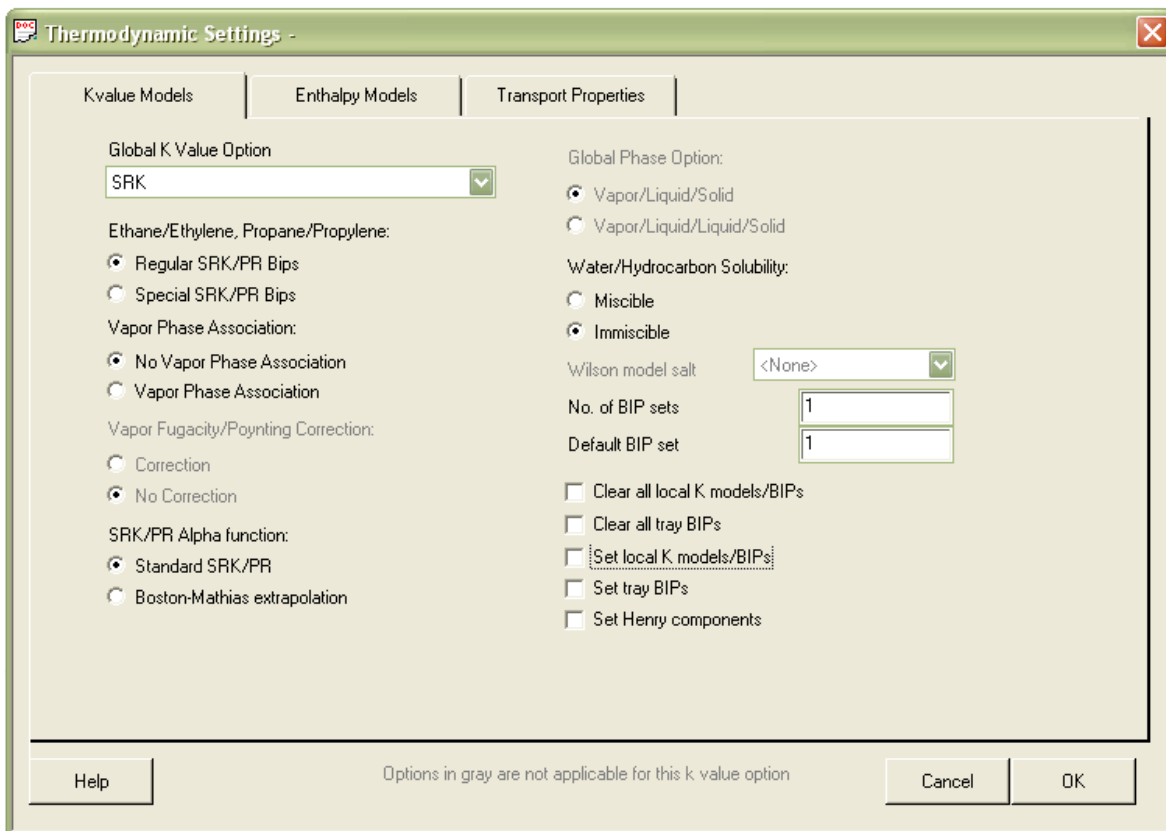 DOC
Thermodynamic Settings -
Kvalue Models
Enthalpy Models
Transport Properties
Global K Value Option
SRK
Ethane/Ethylene, Propane/Propylene:
Regular SRK/PR Bips
Special SRK/PR Bips
Vapor Phase Association:
No Vapor Phase Association
Vapor Phase Association
Vapor Fugacity/Poynting Correction:
Correction
No Correction
SRK/PR Alpha function:
Standard SRK/PR
Boston-Mathias extrapolation
Global Phase Option:
Vapor/Liquid/Solid
Vapor/Liquid/Liquid/Solid
Water/Hydrocarbon Solubility:
Miscible
Immiscible
Wilson model salt
<None>
No. of BIP sets
1
Default BIP set
1
Clear all local K models/BIPs
Clear all tray BIPs
Set local K models/BIPs
Set tray BIPs
Set Henry components
Help
Options in gray are not applicable for this k value option
Cancel
OK